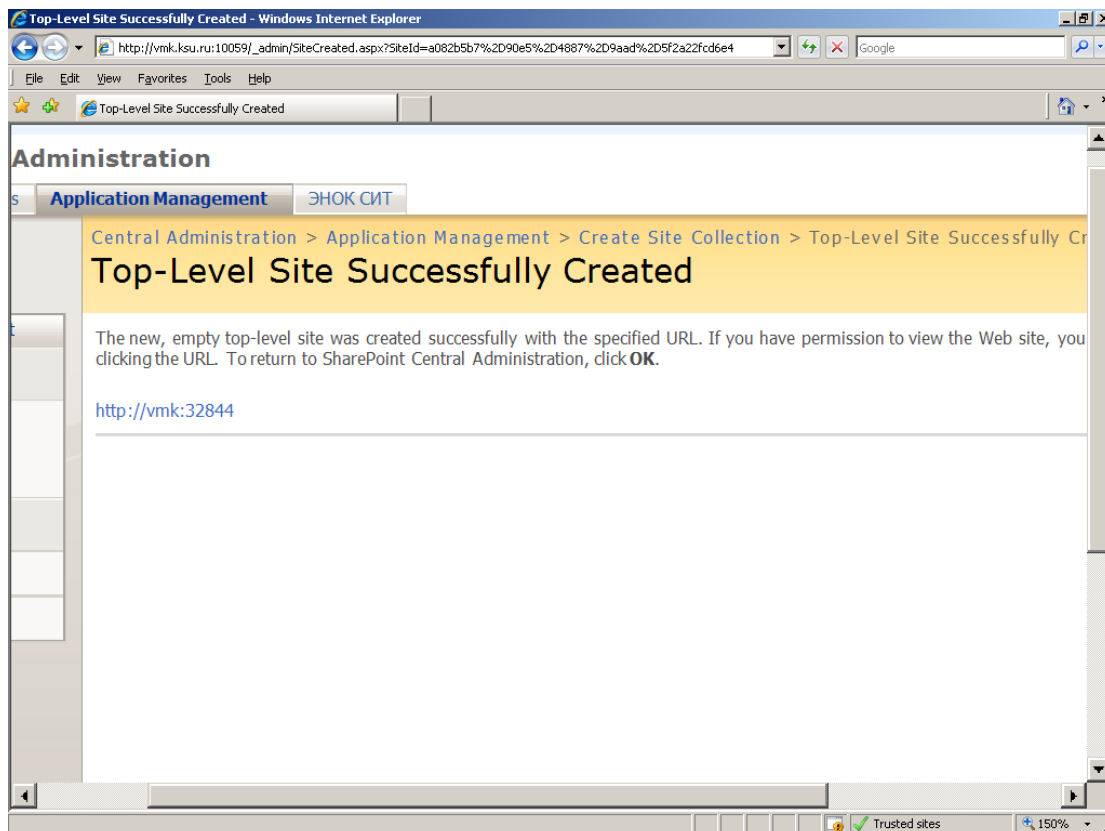 Top-Level Site Successfully Created - Windows Internet Explorer
http://vmk.ksu.ru:10059/_admin/SiteCreated.aspx?SiteId=a082b5b7%2D90e5%2D4887%2D9aad%2D5f2a22fcd6e4
Google
File Edit View Favorites Tools Help
Top-Level Site Successfully Created
Administration
s Application Management ЭНОК СИТ
Central Administration > Application Management > Create Site Collection > Top-Level Site Successfully Cr
Top-Level Site Successfully Created
t
The new, empty top-level site was created successfully with the specified URL. If you have permission to view the Web site, you
clicking the URL. To return to SharePoint Central Administration, click OK.
http://vmk:32844
Trusted sites
150%